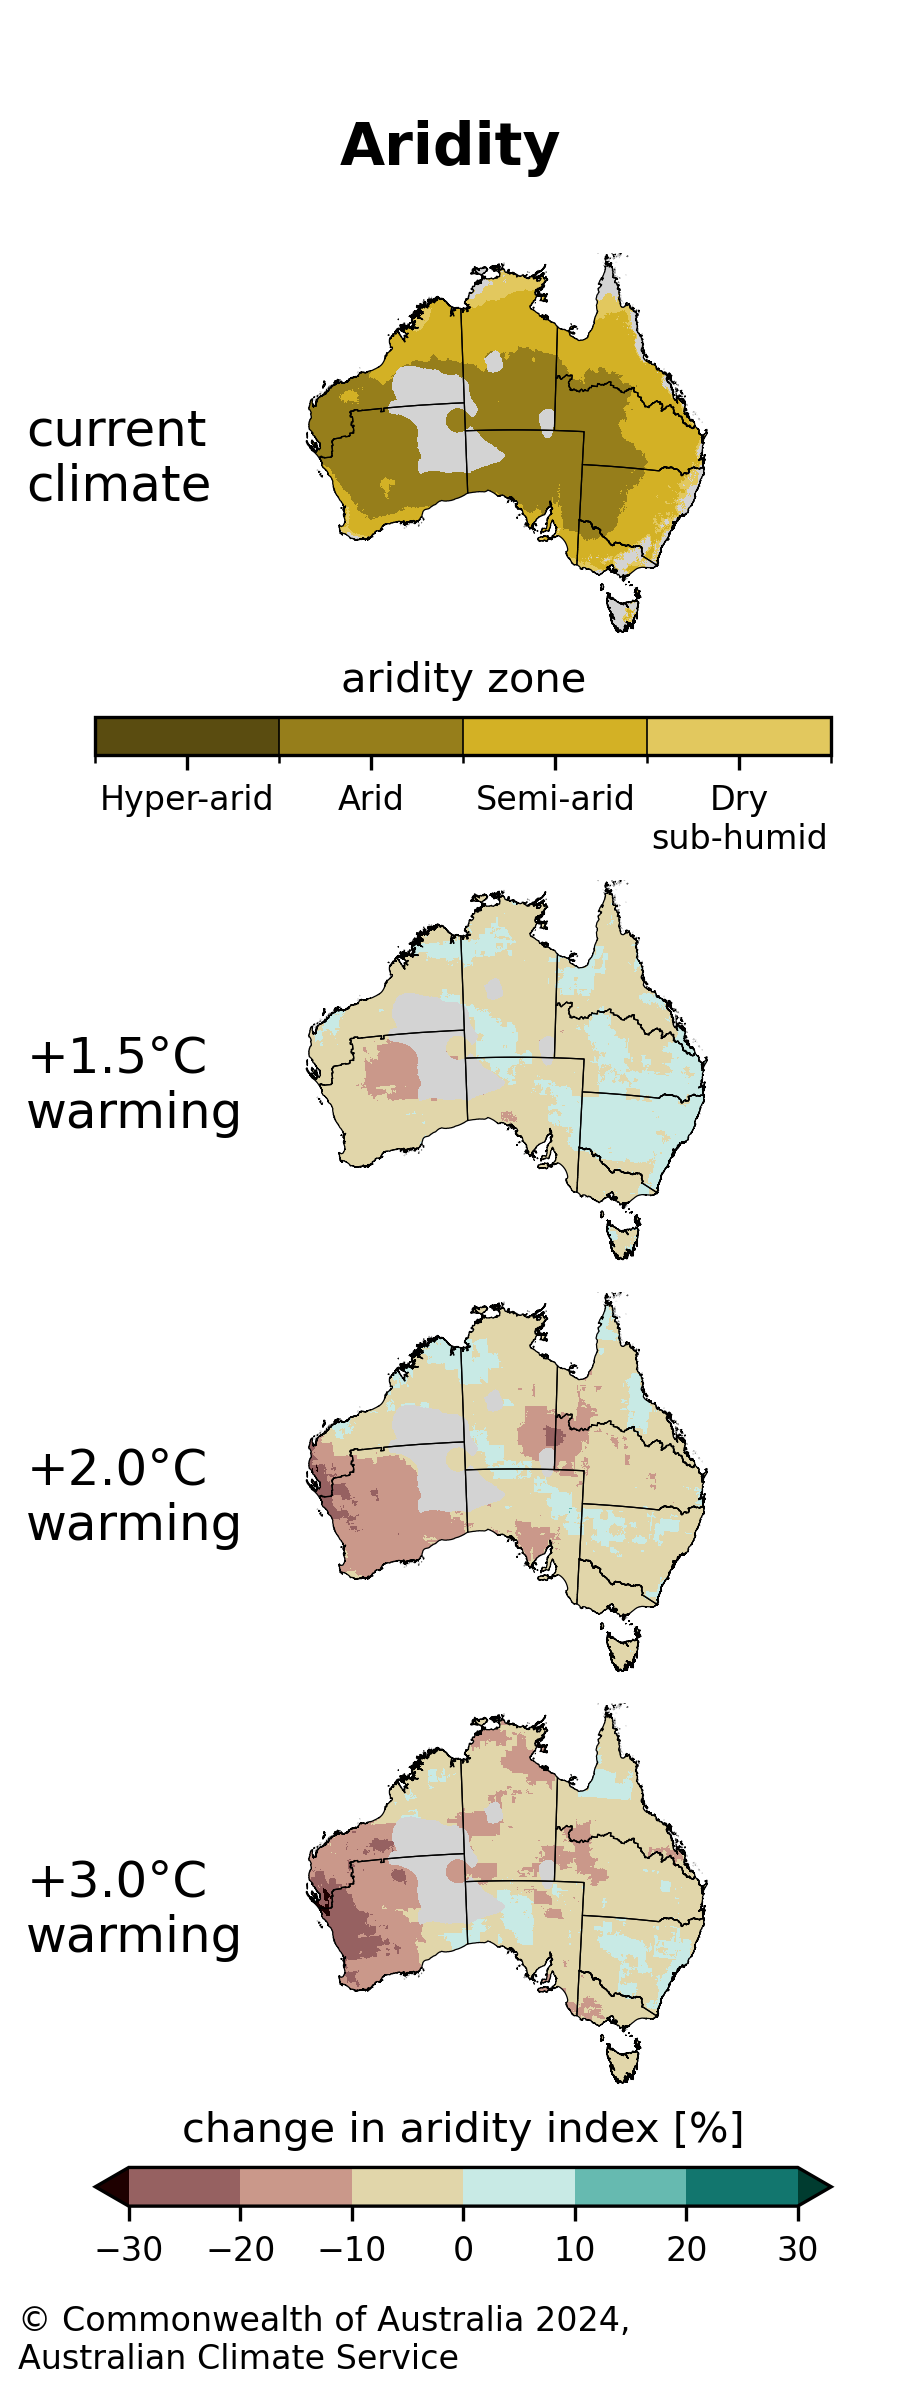 Aridity
current
climate
aridity zone
Hyper-arid Arid Semi-arid Dry
sub-humid
+1.5°C
warming
+2.0°C
warming
+3.0°C
warming
change in aridity index [%]
−30 −20 −10 0 10 20 30
© Commonwealth of Australia 2024,
Australian Climate Service